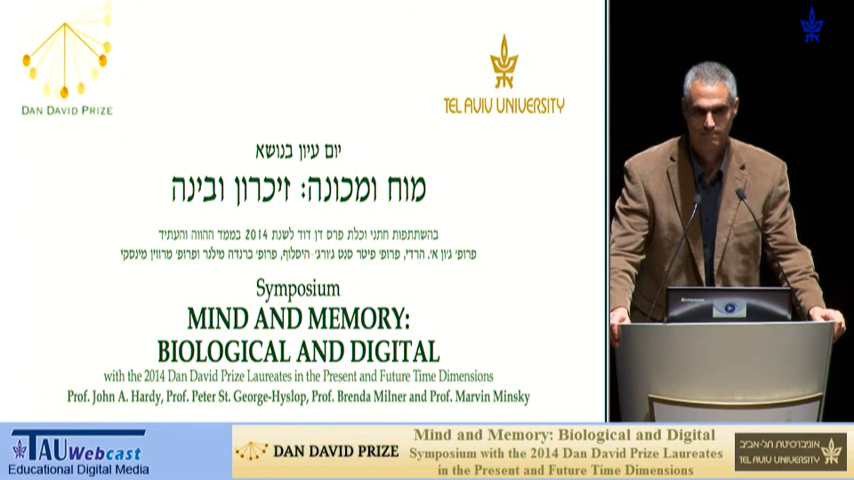 DAN DAVID PRIZE
TEL AVIV UNIVERSITY
יום עיון בנושא
מוח ומכונה: זיכרון ובינה
בהשתתפות חתני וכלת פרס דן דוד לשנת 2014 בממד ההווה והעתיד
פרופ' ג'ון א'. הרדי, פרופ' פיטר סנט ג'ורג'-היסלוף, פרופ' ברנדה מילנר ופרופ' מרווין מינסקי
Symposium
MIND AND MEMORY:
BIOLOGICAL AND DIGITAL
with the 2014 Dan David Prize Laureates in the Present and Future Time Dimensions
Prof. John A. Hardy, Prof. Peter St. George-Hyslop, Prof. Brenda Milner and Prof. Marvin Minsky
TAU Webcast
Educational Digital Media
DAN DAVID PRIZE
Mind and Memory: Biological and Digital
Symposium with the 2014 Dan David Prize Laureates
in the Present and Future Time Dimensions
אוניברסיטת תל-אביב
TEL AVIV UNIVERSITY